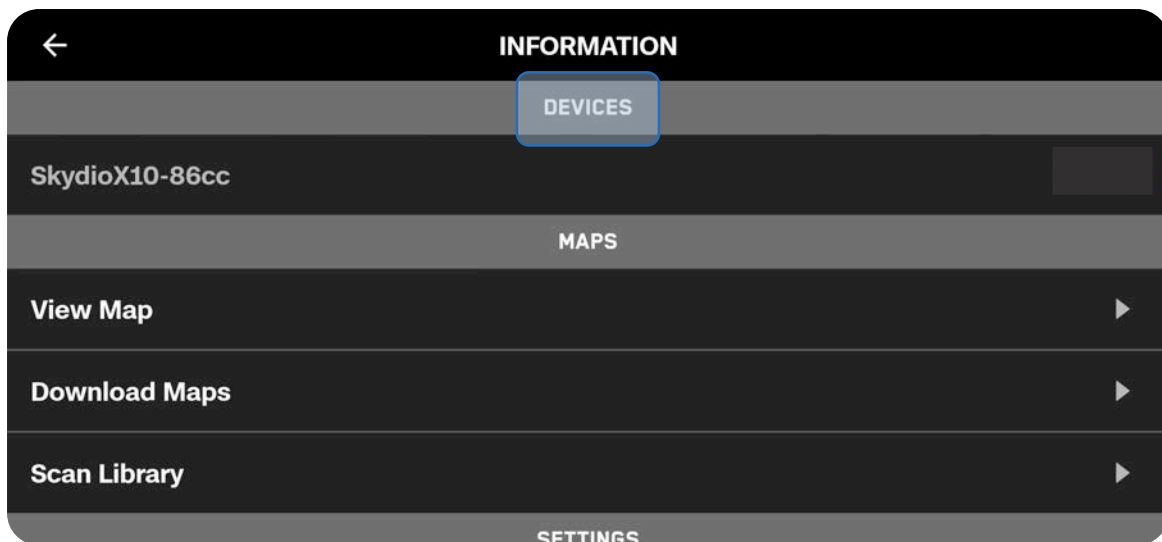 INFORMATION
DEVICES
SkydioX10-86cc
MAPS
View Map
Download Maps
Scan Library
SETTINGS